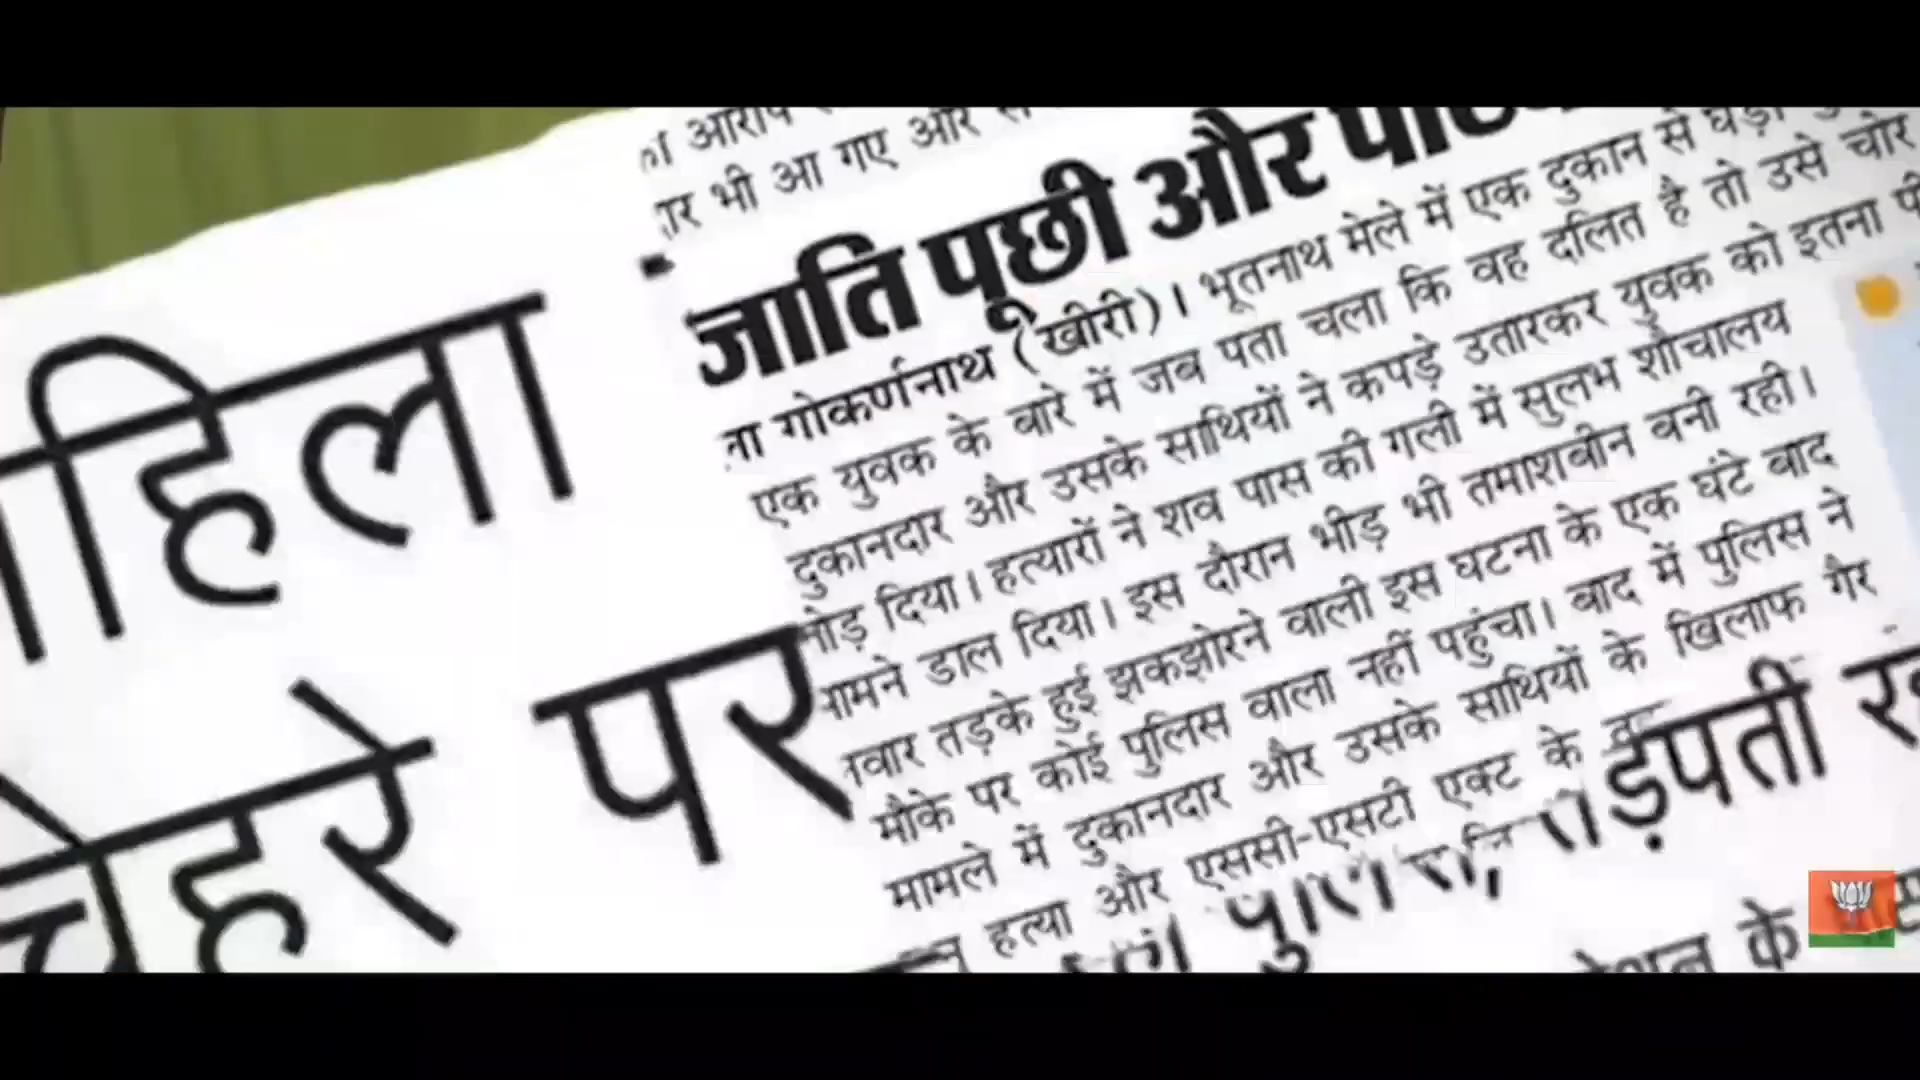 आरोप
भी आ गए और
जाति पूछी और
गोकर्णनाथ (खीरी)। भूतनाथ मेले में एक दुकान से घड़ी
एक युवक के बारे में जब पता चला कि वह दलित है तो उसे चोर
दुकानदार और उसके साथियों ने कपड़े उतारकर युवक को इतना
दिया। हत्यारों ने शव पास की गली में सुलभ शौचालय
डाल दिया। इस दौरान भीड़ भी तमाशबीन बनी रही।
तड़के हुई झकझोरने वाली इस घटना के एक घंटे बाद
मौके पर कोई पुलिस वाला नहीं पहुंचा। बाद में पुलिस ने
मामले में दुकानदार और उसके साथियों के खिलाफ गैर
हत्या और एससी-एसटी एक्ट के
हिला
चेहरे पर
ड़पती
के